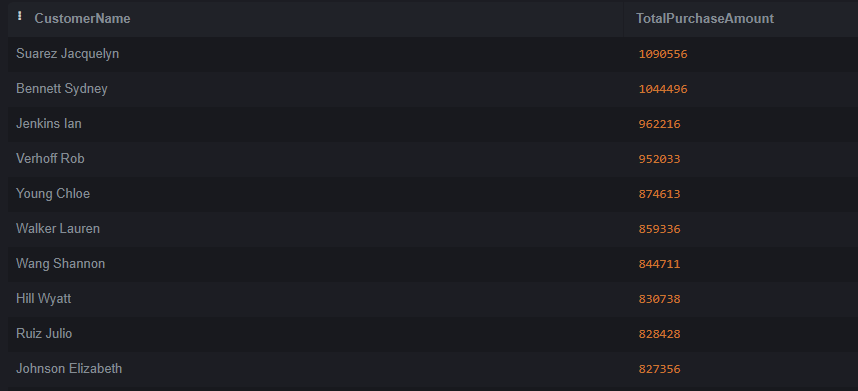 CustomerName TotalPurchaseAmount
Suarez Jacquelyn 1090556
Bennett Sydney 1044496
Jenkins Ian 962216
Verhoff Rob 952033
Young Chloe 874613
Walker Lauren 859336
Wang Shannon 844711
Hill Wyatt 830738
Ruiz Julio 828428
Johnson Elizabeth 827356